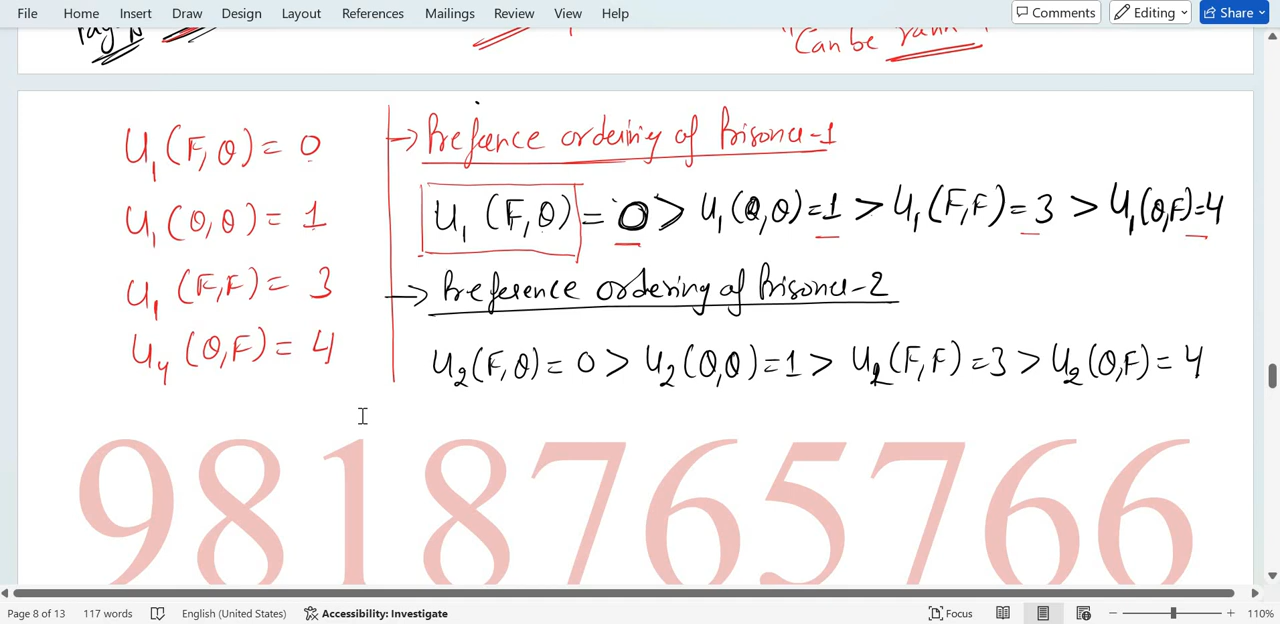 File Home Insert Draw Design Layout References Mailings Review View Help Comments Editing Share
"Can be
U₁(F,Q) = 0
U₁(Q,Q) = 1
U₁(F,F) = 3
U₄(Q,F) = 4
→ Prefeence ordering of Prisoner-1
U₁(F,Q) = 0 > U₁(Q,Q) = 1 > U₁(F,F) = 3 > U₁(Q,F) = 4
→ Preference ordering of Prisoner-2
U₂(F,Q) = 0 > U₂(Q,Q) = 1 > U₂(F,F) = 3 > U₂(Q,F) = 4
9818765766
Page 8 of 13 117 words English (United States) Accessibility: Investigate Focus 110%